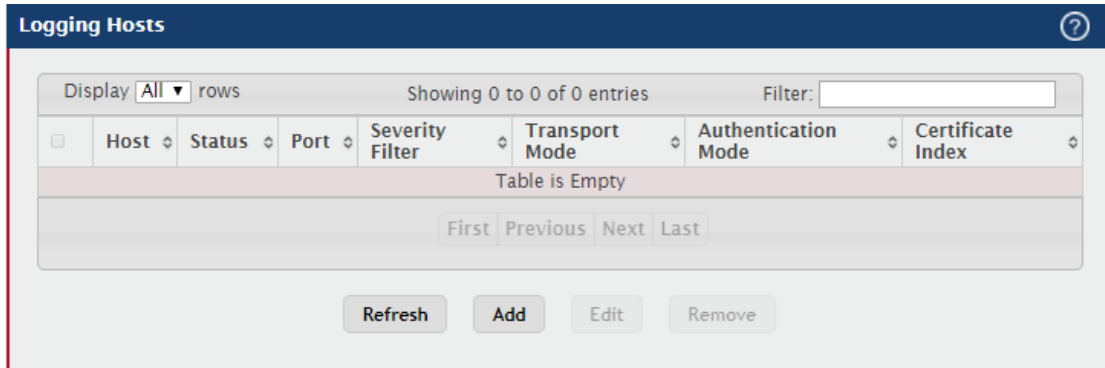 Logging Hosts
Display All rows Showing 0 to 0 of 0 entries Filter:
Host Status Port Severity Filter Transport Mode Authentication Mode Certificate Index
Table is Empty
First Previous Next Last
Refresh Add Edit Remove